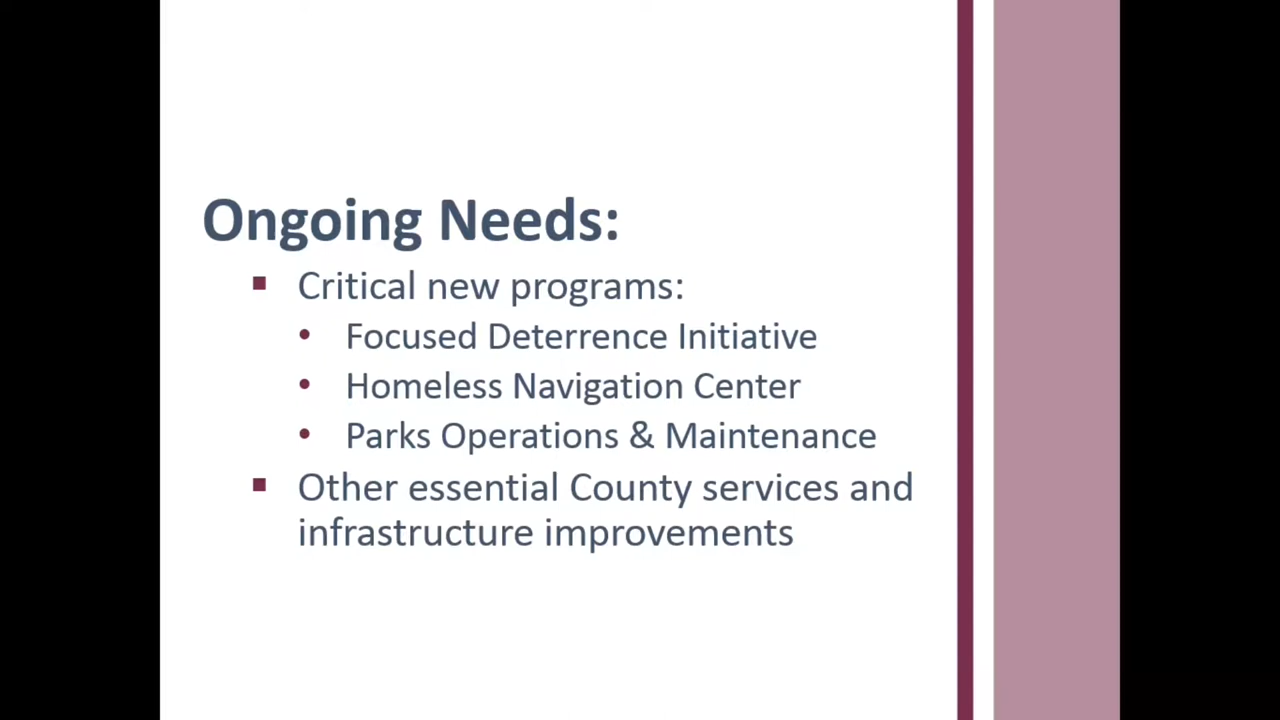 Ongoing Needs:
▪ Critical new programs:
• Focused Deterrence Initiative
• Homeless Navigation Center
• Parks Operations & Maintenance
▪ Other essential County services and
infrastructure improvements